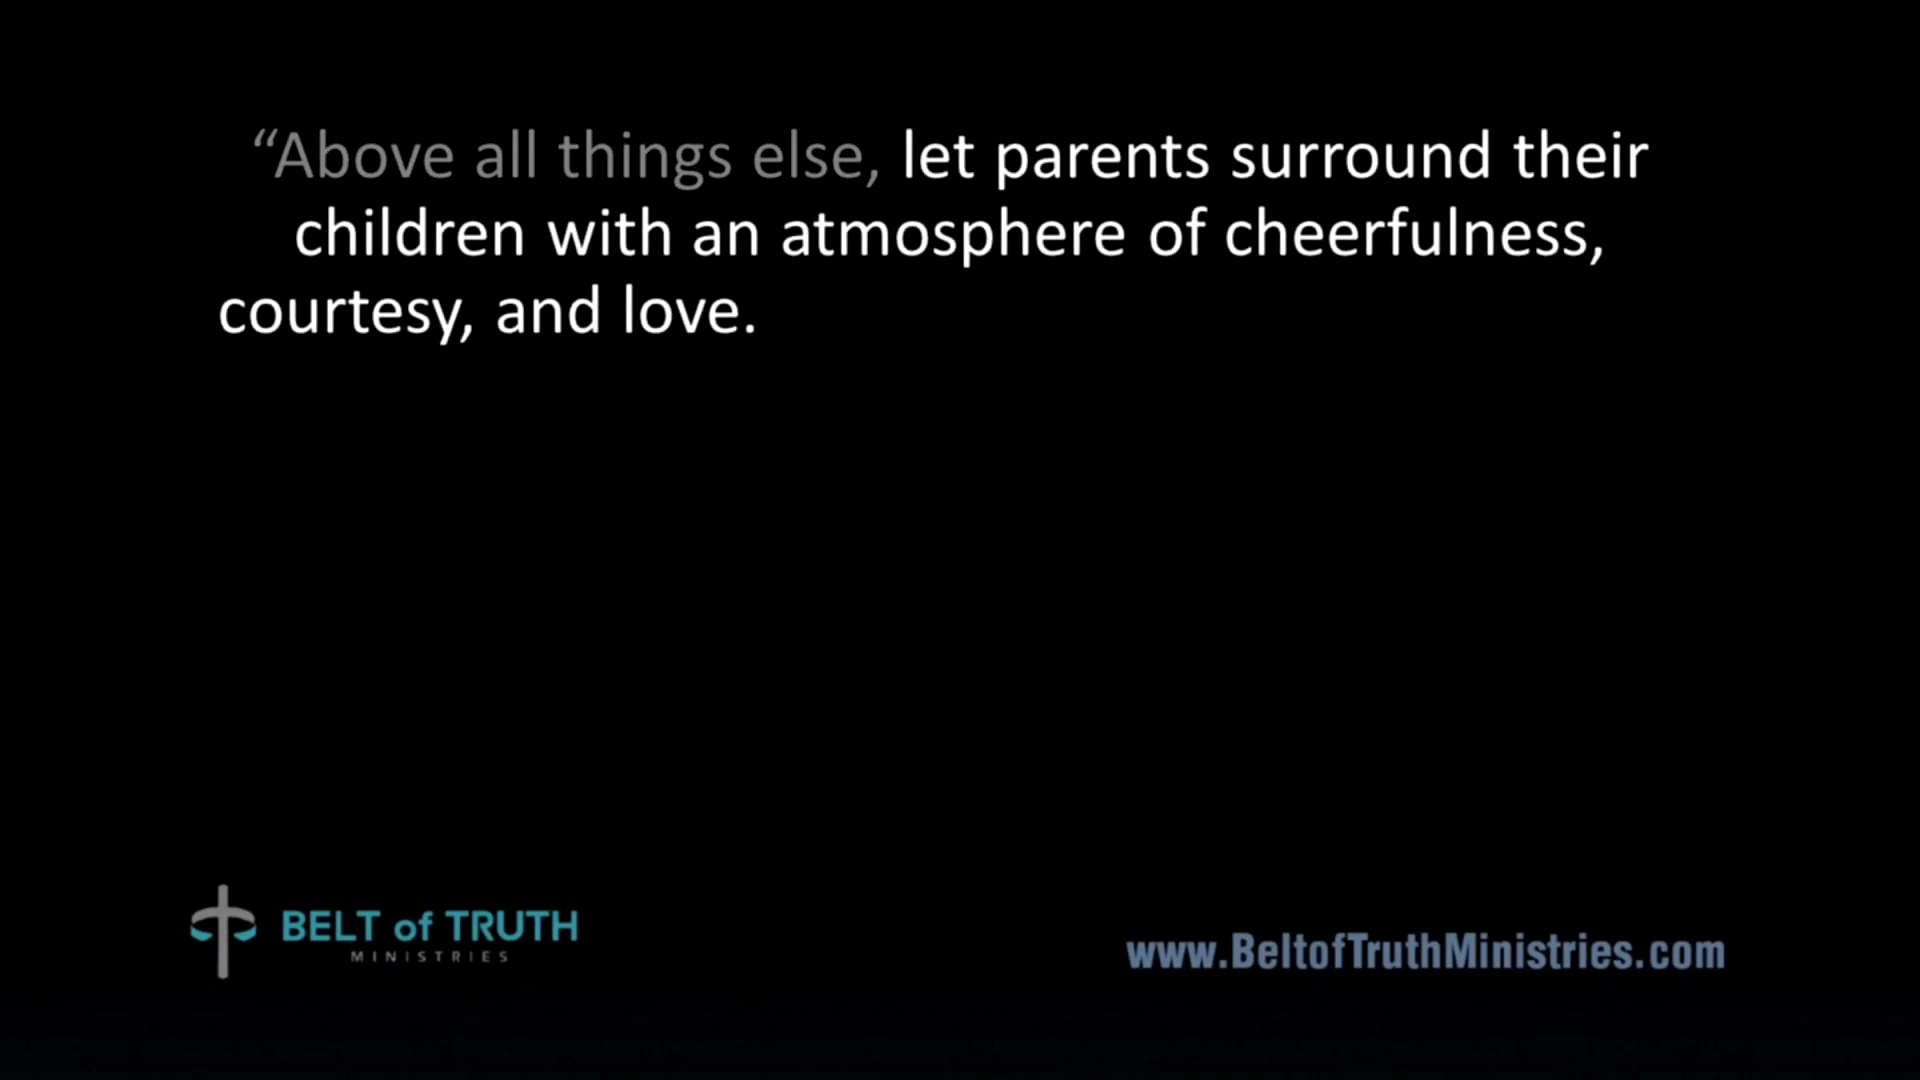 “Above all things else, let parents surround their
children with an atmosphere of cheerfulness,
courtesy, and love.
BELT of TRUTH
MINISTRIES
www.BeltofTruthMinistries.com